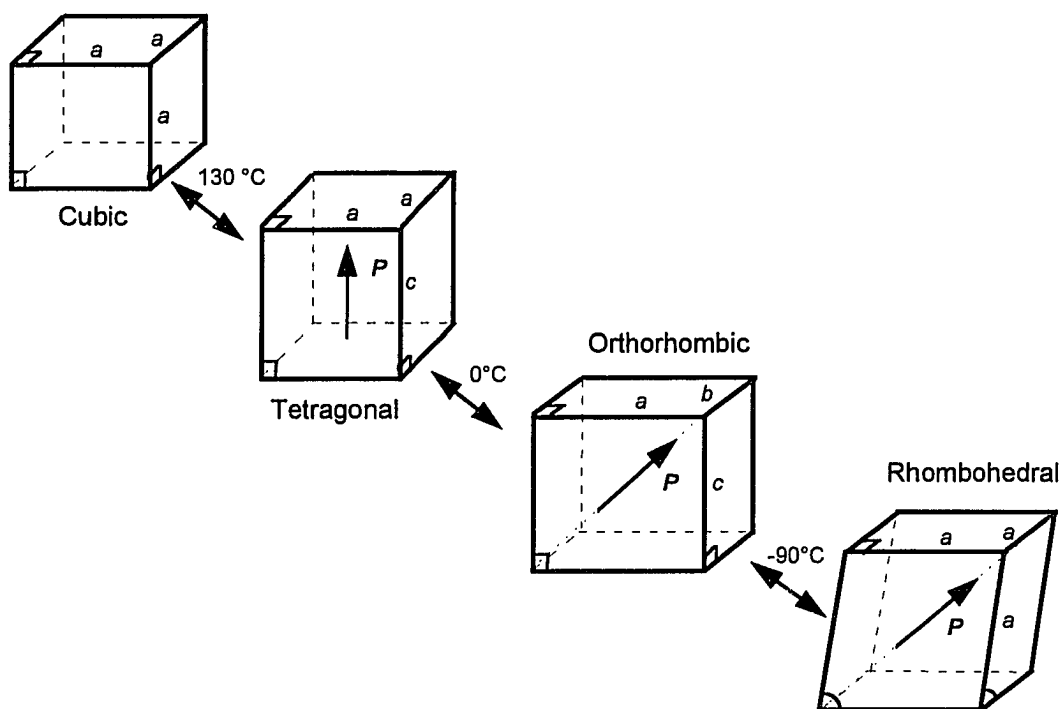 a
a
a
130 °C
Cubic
a
a
P
c
0°C
Tetragonal
Orthorhombic
b
a
P
c
-90°C
Rhombohedral
a
a
P
a